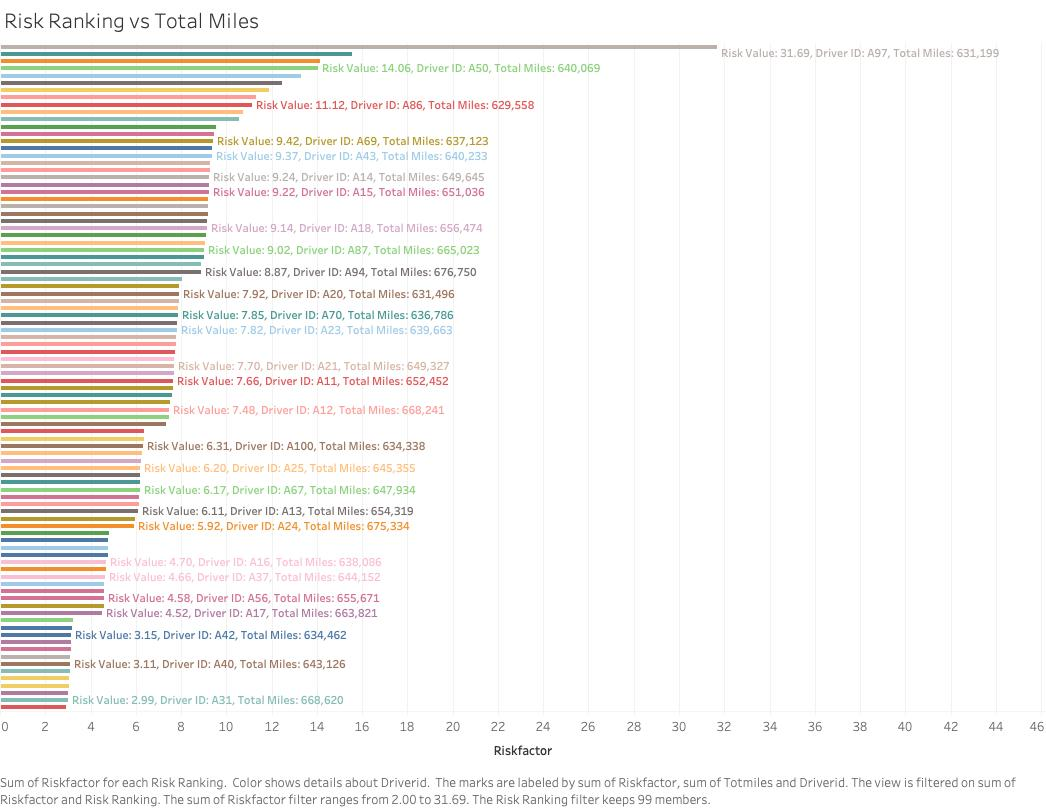 Risk Ranking vs Total Miles
Risk Value: 31.69, Driver ID: A97, Total Miles: 631,199
Risk Value: 14.06, Driver ID: A50, Total Miles: 640,069
Risk Value: 11.12, Driver ID: A86, Total Miles: 629,558
Risk Value: 9.42, Driver ID: A69, Total Miles: 637,123
Risk Value: 9.37, Driver ID: A43, Total Miles: 640,233
Risk Value: 9.24, Driver ID: A14, Total Miles: 649,645
Risk Value: 9.22, Driver ID: A15, Total Miles: 651,036
Risk Value: 9.14, Driver ID: A18, Total Miles: 656,474
Risk Value: 9.02, Driver ID: A87, Total Miles: 665,023
Risk Value: 8.87, Driver ID: A94, Total Miles: 676,750
Risk Value: 7.92, Driver ID: A20, Total Miles: 631,496
Risk Value: 7.85, Driver ID: A70, Total Miles: 636,786
Risk Value: 7.82, Driver ID: A23, Total Miles: 639,663
Risk Value: 7.70, Driver ID: A21, Total Miles: 649,327
Risk Value: 7.66, Driver ID: A11, Total Miles: 652,452
Risk Value: 7.48, Driver ID: A12, Total Miles: 668,241
Risk Value: 6.31, Driver ID: A100, Total Miles: 634,338
Risk Value: 6.20, Driver ID: A25, Total Miles: 645,355
Risk Value: 6.17, Driver ID: A67, Total Miles: 647,934
Risk Value: 6.11, Driver ID: A13, Total Miles: 654,319
Risk Value: 5.92, Driver ID: A24, Total Miles: 675,334
Risk Value: 4.70, Driver ID: A16, Total Miles: 638,086
Risk Value: 4.66, Driver ID: A37, Total Miles: 644,152
Risk Value: 4.58, Driver ID: A56, Total Miles: 655,671
Risk Value: 4.52, Driver ID: A17, Total Miles: 663,821
Risk Value: 3.15, Driver ID: A42, Total Miles: 634,462
Risk Value: 3.11, Driver ID: A40, Total Miles: 643,126
Risk Value: 2.99, Driver ID: A31, Total Miles: 668,620
0 2 4 6 8 10 12 14 16 18 20 22 24 26 28 30 32 34 36 38 40 42 44 46
Riskfactor
Sum of Riskfactor for each Risk Ranking. Color shows details about Driverid. The marks are labeled by sum of Riskfactor, sum of Totmiles and Driverid. The view is filtered on sum of
Riskfactor and Risk Ranking. The sum of Riskfactor filter ranges from 2.00 to 31.69. The Risk Ranking filter keeps 99 members.